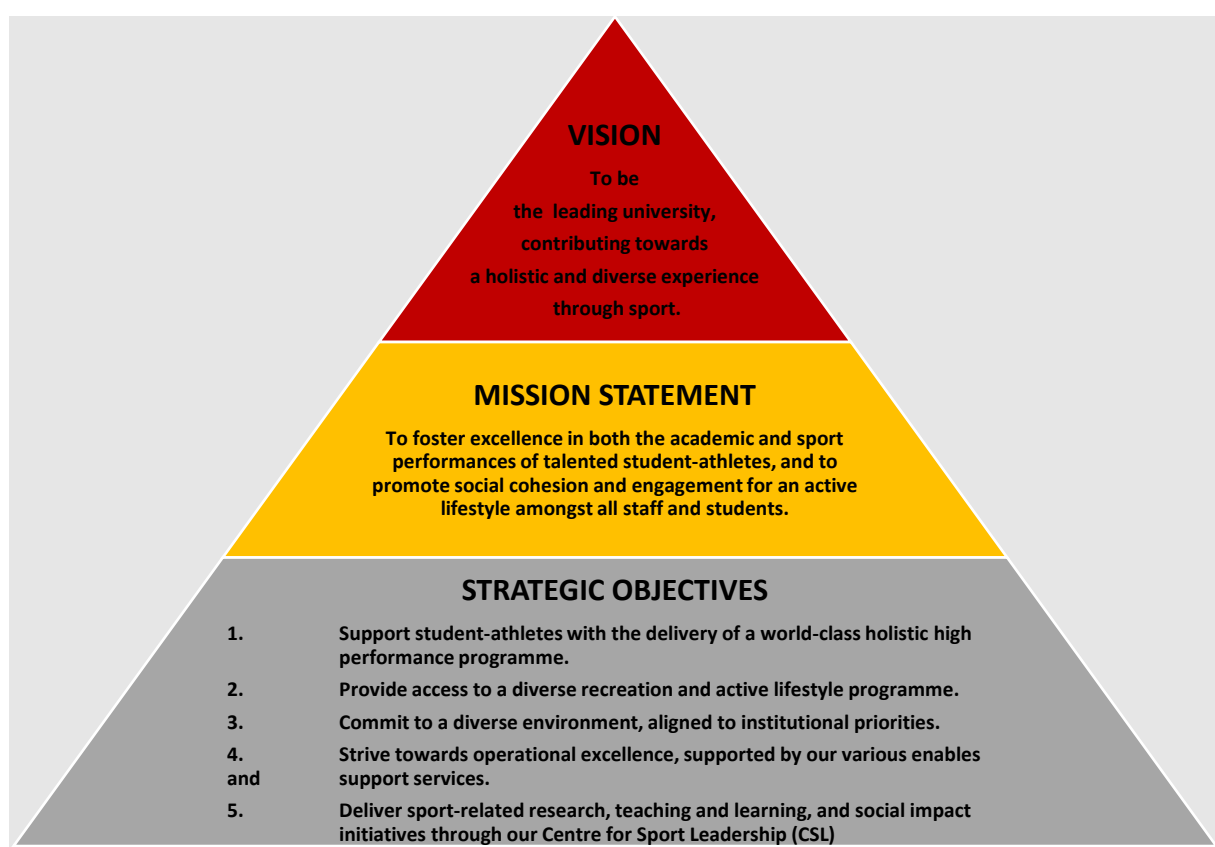 VISION
To be
the leading university,
contributing towards
a holistic and diverse experience
through sport.
MISSION STATEMENT
To foster excellence in both the academic and sport
performances of talented student-athletes, and to
promote social cohesion and engagement for an active
lifestyle amongst all staff and students.
STRATEGIC OBJECTIVES
1. Support student-athletes with the delivery of a world-class holistic high
performance programme.
2. Provide access to a diverse recreation and active lifestyle programme.
3. Commit to a diverse environment, aligned to institutional priorities.
4. Strive towards operational excellence, supported by our various enables
and support services.
5. Deliver sport-related research, teaching and learning, and social impact
initiatives through our Centre for Sport Leadership (CSL)